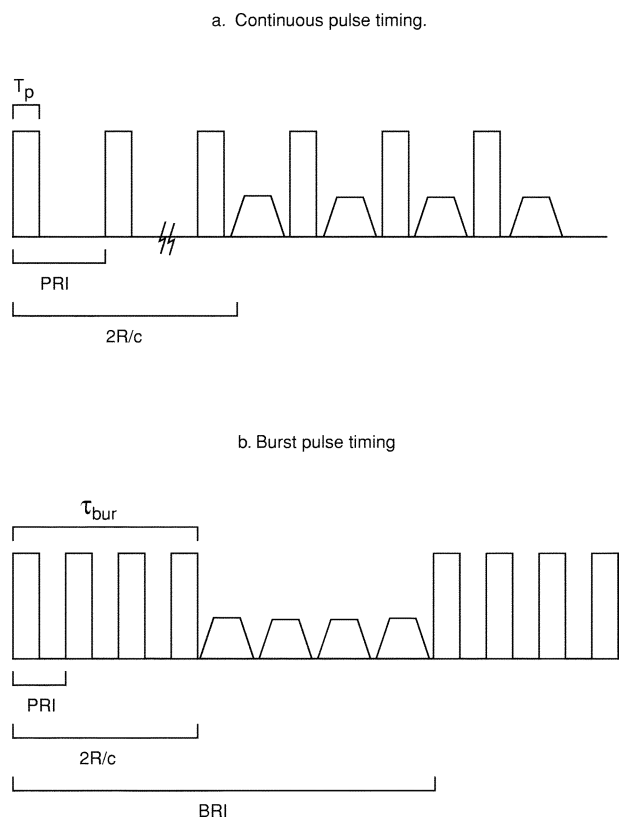 a. Continuous pulse timing.
Tp
PRI
2R/c
b. Burst pulse timing
τbur
PRI
2R/c
BRI